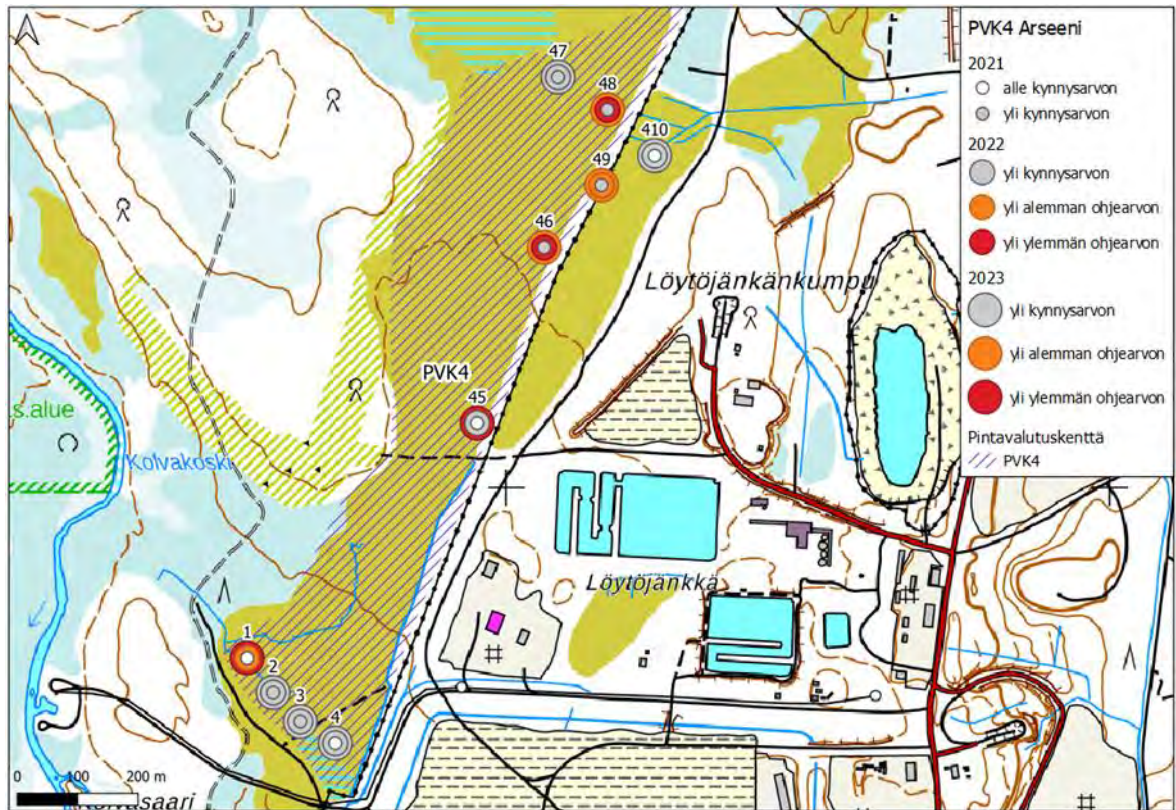 PVK4 Arseeni
2021
alle kynnysarvon
yli kynnysarvon
2022
yli kynnysarvon
yli alemman ohjearvon
yli ylemmän ohjearvon
2023
yli kynnysarvon
yli alemman ohjearvon
yli ylemmän ohjearvon
Pintavalutuskenttä
PVK4
47
48
410
49
46
Löytöjänkänkumpu
PVK4
45
s.alue
Kolvakoski
Löytöjänkkä
1
2
3
4
0 100 200 m